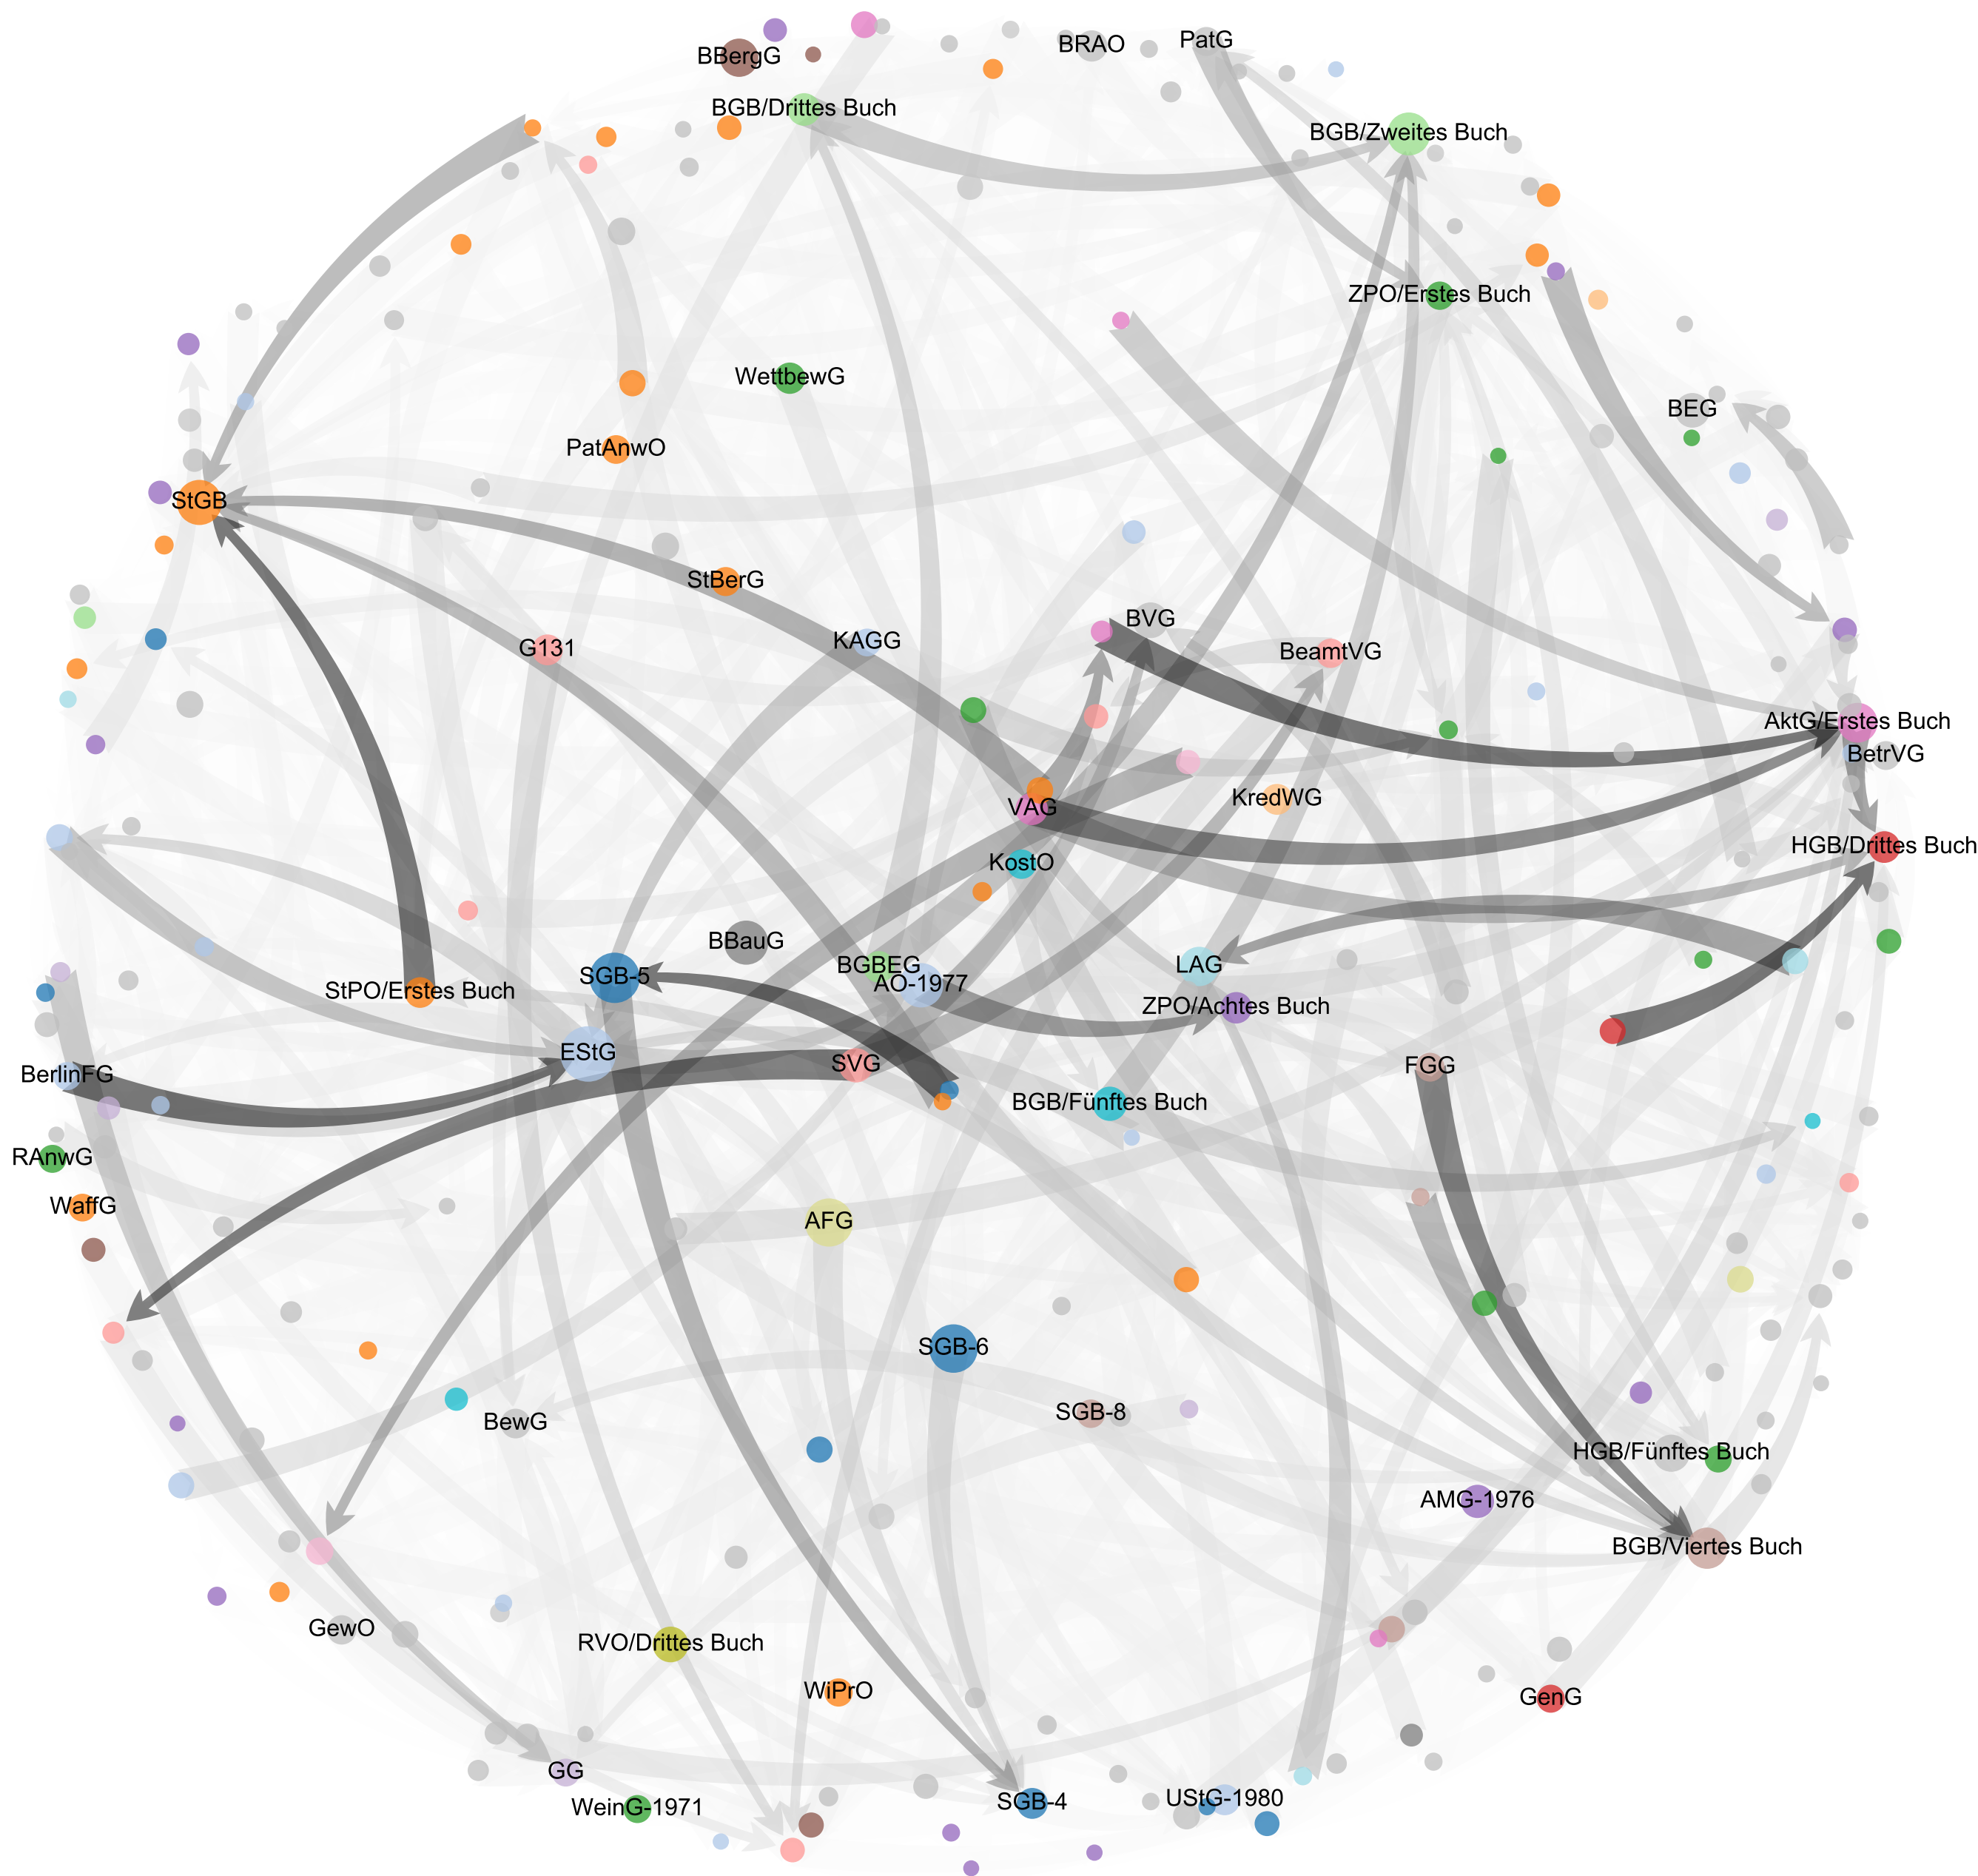 PatG
BRAO
BBergG
BGB/Drittes Buch
BGB/Zweites Buch
ZPO/Erstes Buch
WettbewG
BEG
PatAnwO
StGB
StBerG
BVG
KAGG
G131
BeamtVG
AktG/Erstes Buch
BetrVG
KredWG
VAG
HGB/Drittes Buch
KostO
BBauG
BGBEG
LAG
SGB-5
AO-1977
StPO/Erstes Buch
ZPO/Achtes Buch
EStG
SVG
FGG
BerlinFG
BGB/Fünftes Buch
RAnwG
WaffG
AFG
SGB-6
SGB-8
BewG
HGB/Fünftes Buch
AMG-1976
BGB/Viertes Buch
GewO
RVO/Drittes Buch
WiPrO
GenG
GG
UStG-1980
SGB-4
WeinG-1971